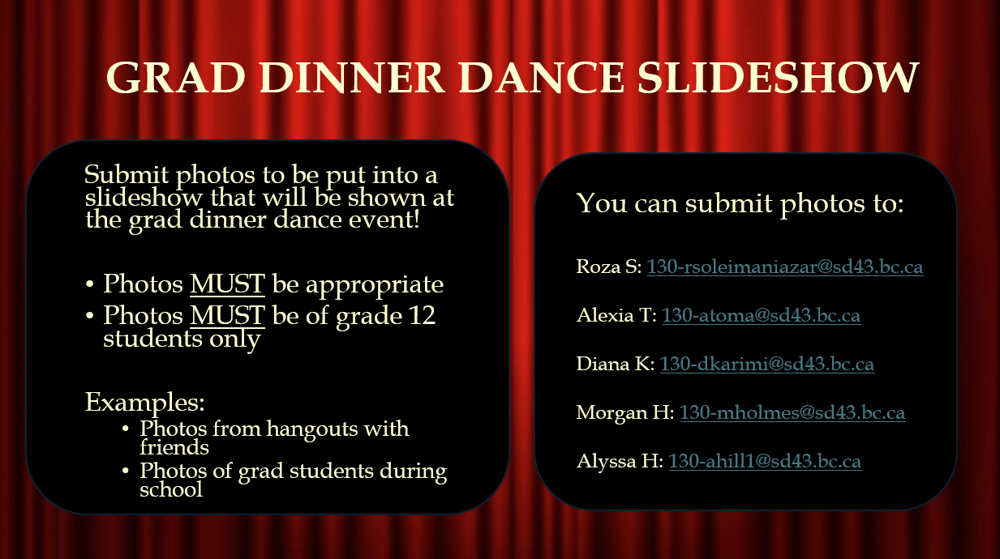 GRAD DINNER DANCE SLIDESHOW
Submit photos to be put into a
slideshow that will be shown at
the grad dinner dance event!
• Photos MUST be appropriate
• Photos MUST be of grade 12
students only
Examples:
• Photos from hangouts with
friends
• Photos of grad students during
school
You can submit photos to:
Roza S: 130-rsoleimaniazar@sd43.bc.ca
Alexia T: 130-atoma@sd43.bc.ca
Diana K: 130-dkarimi@sd43.bc.ca
Morgan H: 130-mholmes@sd43.bc.ca
Alyssa H: 130-ahill1@sd43.bc.ca